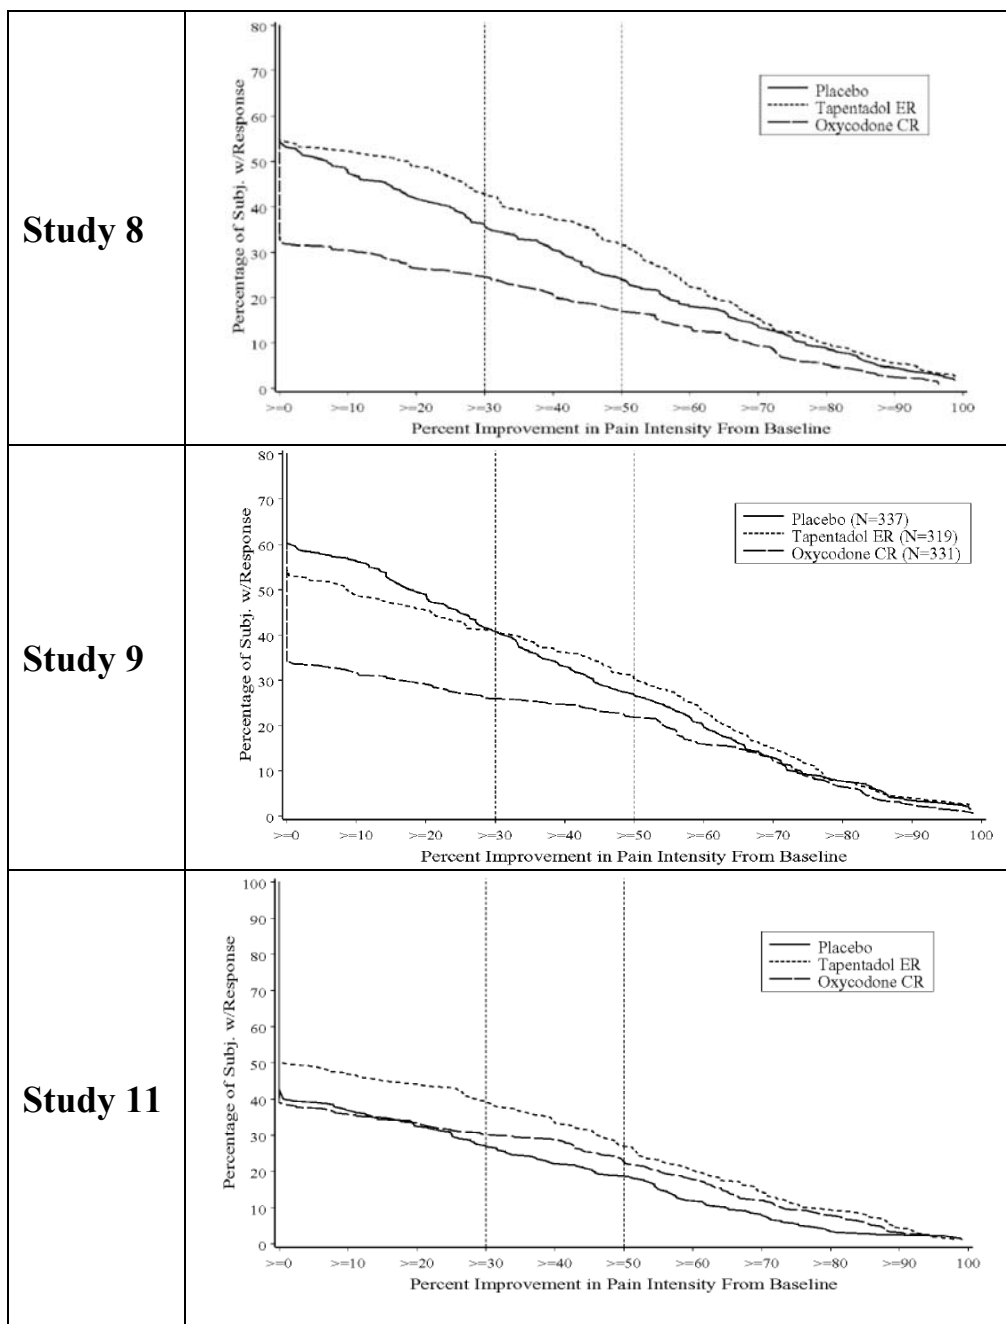 Study 8
80
70
60
50
40
30
20
10
0
Percentage of Subj. w/Response
Placebo
Tapentadol ER
Oxycodone CR
>=0 >=10 >=20 >=30 >=40 >=50 >=60 >=70 >=80 >=90 100
Percent Improvement in Pain Intensity From Baseline
Study 9
80
70
60
50
40
30
20
10
0
Percentage of Subj. w/Response
Placebo (N=337)
Tapentadol ER (N=319)
Oxycodone CR (N=331)
>=0 >=10 >=20 >=30 >=40 >=50 >=60 >=70 >=80 >=90 100
Percent Improvement in Pain Intensity From Baseline
Study 11
100
90
80
70
60
50
40
30
20
10
0
Percentage of Subj. w/Response
Placebo
Tapentadol ER
Oxycodone CR
>=0 >=10 >=20 >=30 >=40 >=50 >=60 >=70 >=80 >=90 100
Percent Improvement in Pain Intensity From Baseline